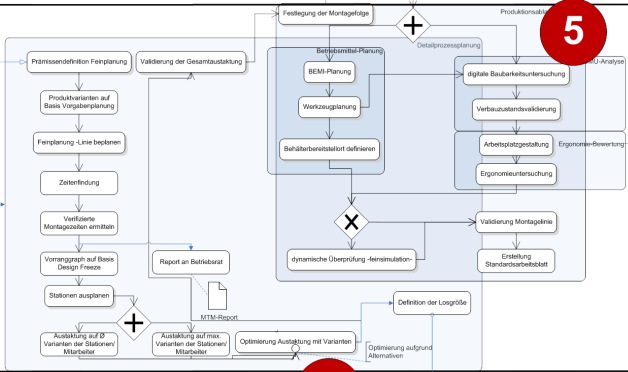 Festlegung der Montagefolge
Produktionsabla
5
Detailprozessplanung
Betriebsmittel-Planung
Prämissendefinition Feinplanung
Validierung der Gesamtaustaktung
BEMI-Planung
digitale Baubarkeitsuntersuchung
U-Analyse
Produktvarianten auf
Basis Vorgabenplanung
Werkzeugplanung
Verbauzustandsvalidierung
Feinplanung -Linie beplanen
Behälterbereitstellort definieren
Arbeitsplatzgestaltung
Ergonomie-Bewertung
Zeitenfindung
Ergonomieuntersuchung
Verifizierte
Montagezeiten ermitteln
Validierung Montagelinie
Vorranggraph auf Basis
Design Freeze
Report an Betriebsrat
dynamische Überprüfung -feinsimulation-
Erstellung
Standardsarbeitsblatt
Stationen ausplanen
MTM-Report
Definition der Losgröße
Austaktung auf Ø
Varianten der Stationen/
Mitarbeiter
Austaktung auf max.
Varianten der Stationen/
Mitarbeiter
Optimierung Austaktung mit Varianten
Optimierung aufgrund
Alternativen